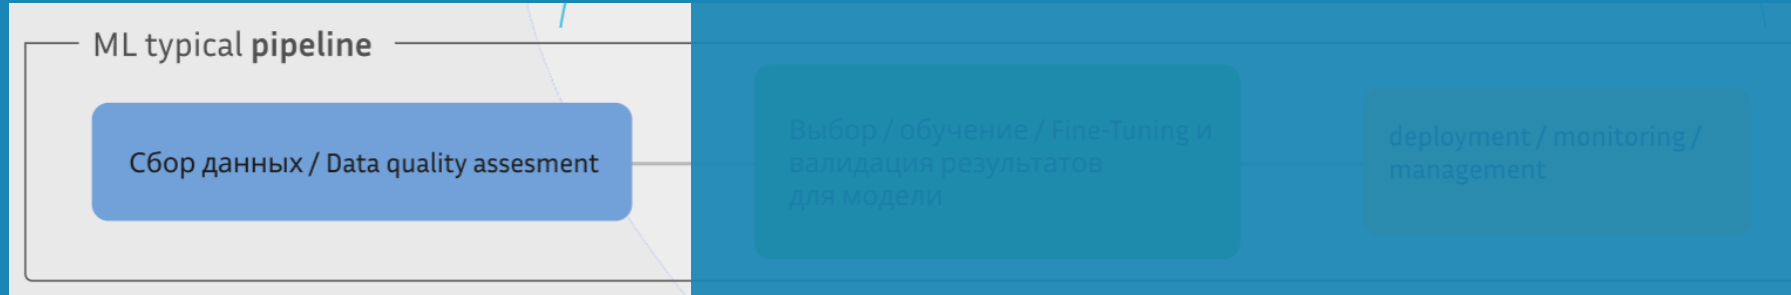 ML typical pipeline
Сбор данных / Data quality assesment
Выбор / обучение / Fine-Tuning и
валидация результатов
для модели
deployment / monitoring /
management